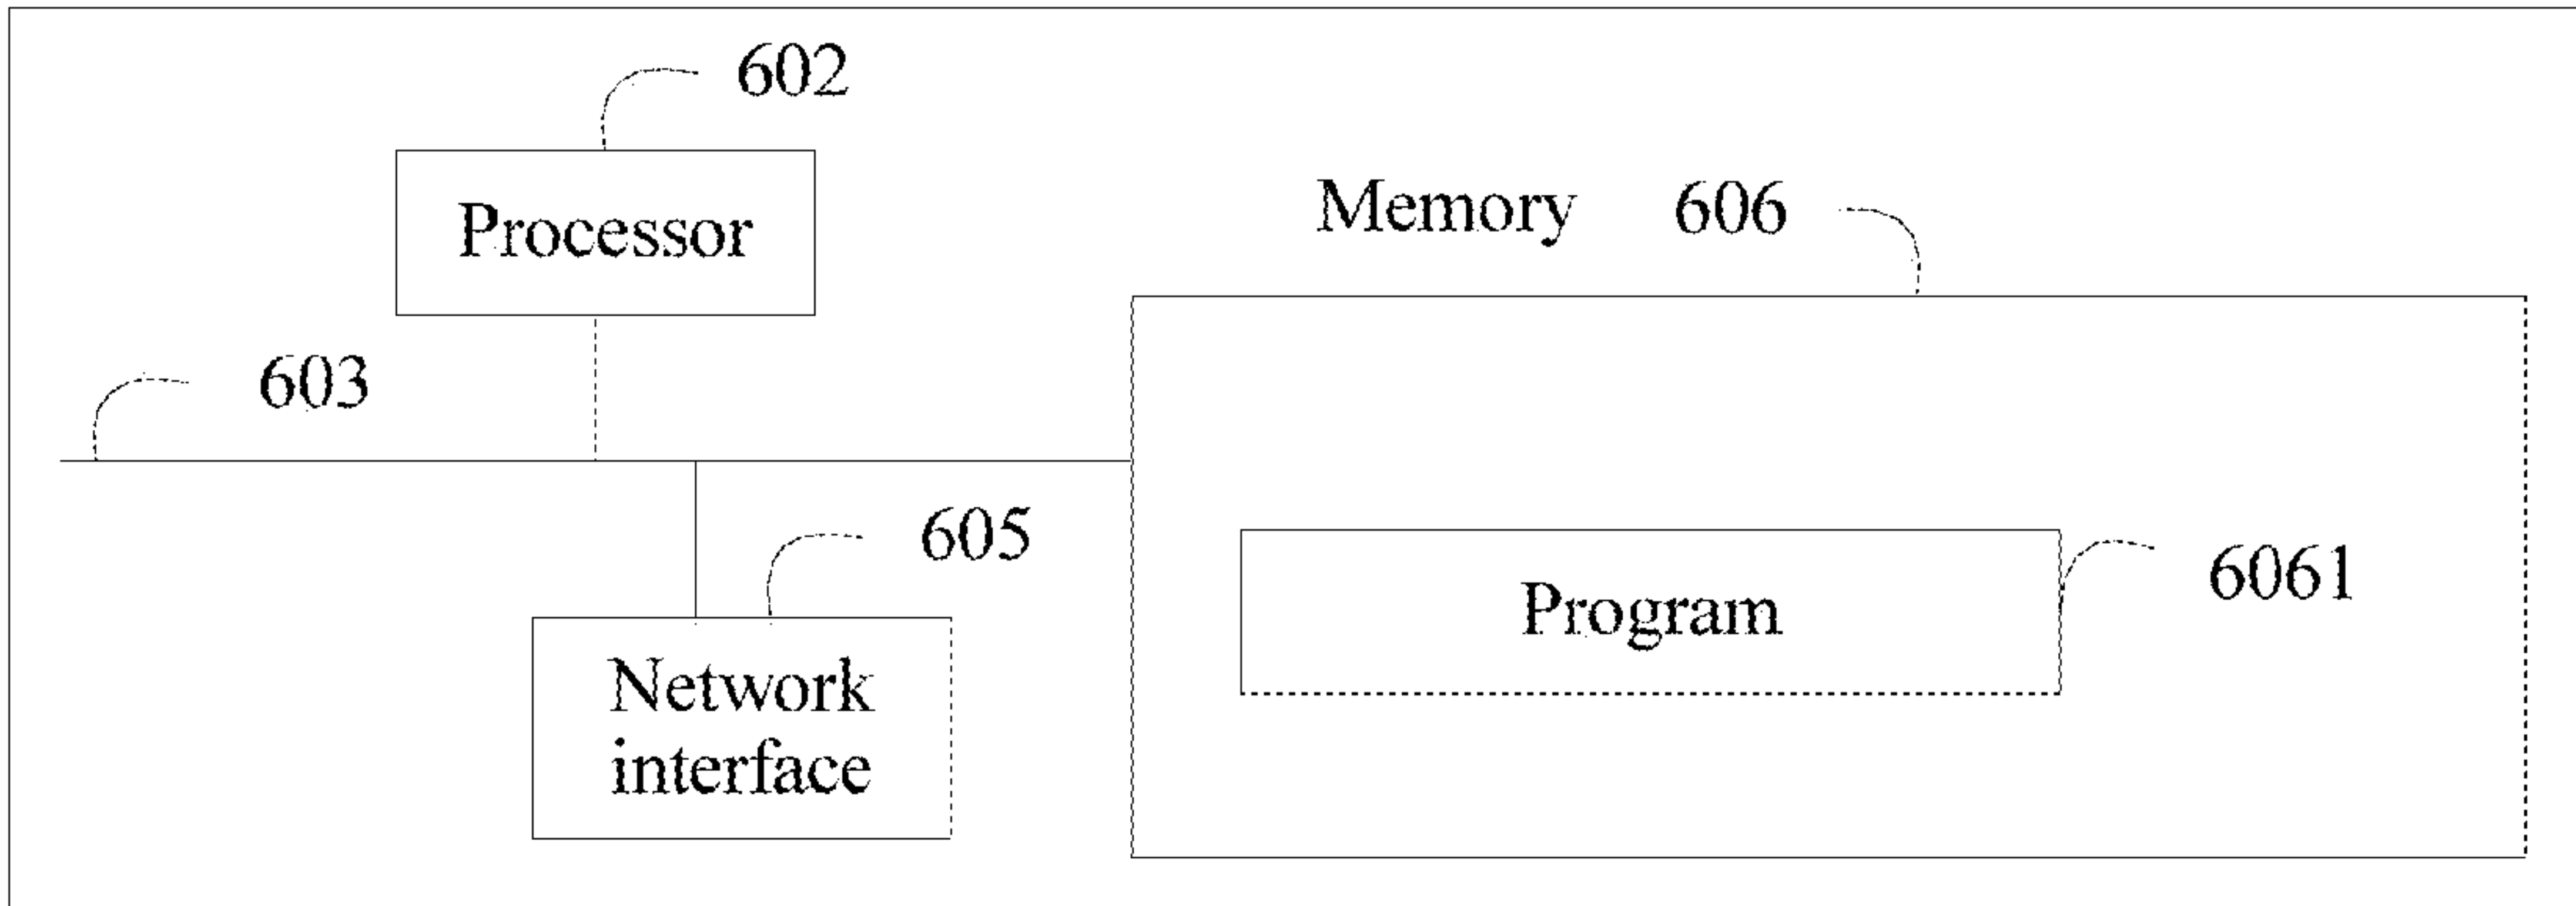 602
Processor
Memory 606
603
605
Network
interface
Program
6061